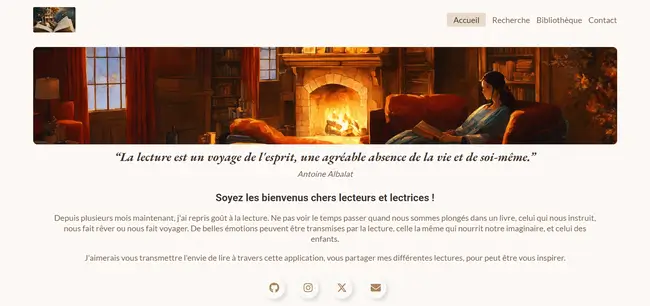 Accueil Recherche Bibliothèque Contact
“La lecture est un voyage de l'esprit, une agréable absence de la vie et de soi-même.”
Antoine Albalat
Soyez les bienvenus chers lecteurs et lectrices !
Depuis plusieurs mois maintenant, j'ai repris goût à la lecture. Ne pas voir le temps passer quand nous sommes plongés dans un livre, celui qui nous instruit,
nous fait rêver ou nous fait voyager. De belles émotions peuvent être transmises par la lecture, celle la même qui nourrit notre imaginaire, et celui des
enfants.
J'aimerais vous transmettre l'envie de lire à travers cette application, vous partager mes différentes lectures, pour peut être vous inspirer.